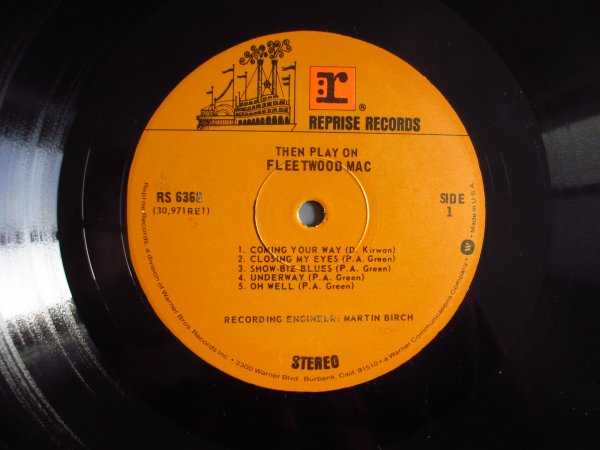 r
®
REPRISE RECORDS
THEN PLAY ON
FLEETWOOD MAC
RS 6368
(30,971RE1)
SIDE
1
1. COMING YOUR WAY (D. Kirwan)
2. CLOSING MY EYES (P.A. Green)
3. SHOW-BIZ BLUES (P.A. Green)
4. UNDERWAY (P.A. Green)
5. OH WELL (P.A. Green)
RECORDING ENGINEER: MARTIN BIRCH
STEREO
Reprise Records, a division of Warner Bros. Records Inc. • 3300 Warner Blvd., Burbank, Calif. 91510 • a Warner Communications Company • W • Made in U.S.A.